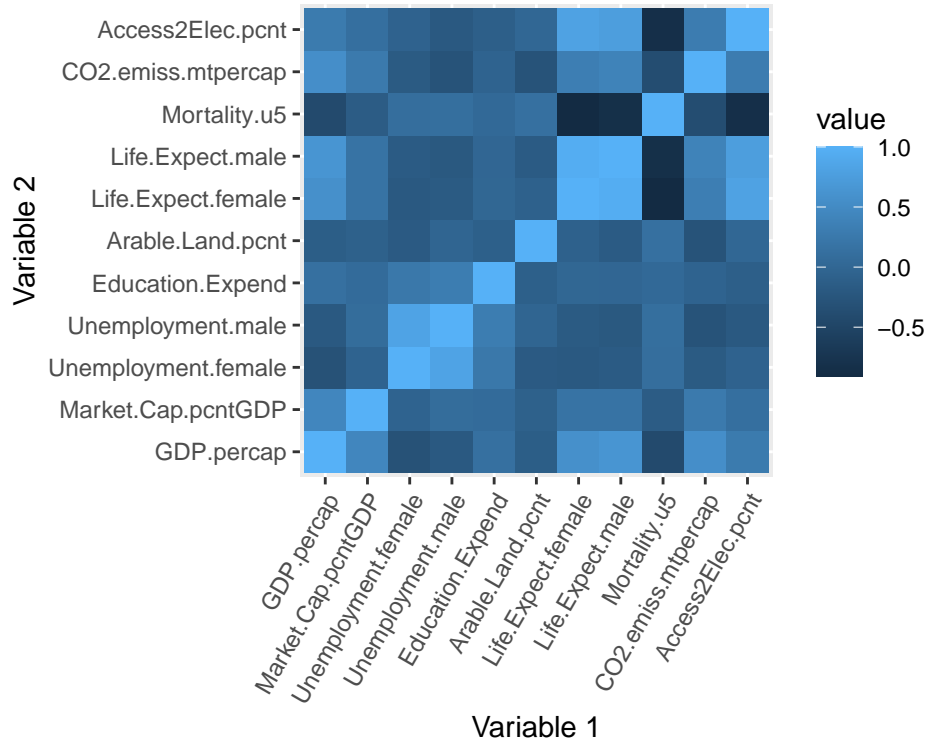 Access2Elec.pcnt
CO2.emiss.mtpercap
Mortality.u5
Life.Expect.male
Life.Expect.female
Arable.Land.pcnt
Education.Expend
Unemployment.male
Unemployment.female
Market.Cap.pcntGDP
GDP.percap
Variable 2
GDP.percap
Market.Cap.pcntGDP
Unemployment.female
Unemployment.male
Education.Expend
Arable.Land.pcnt
Life.Expect.female
Life.Expect.male
Mortality.u5
CO2.emiss.mtpercap
Access2Elec.pcnt
Variable 1
value
1.0
0.5
0.0
−0.5